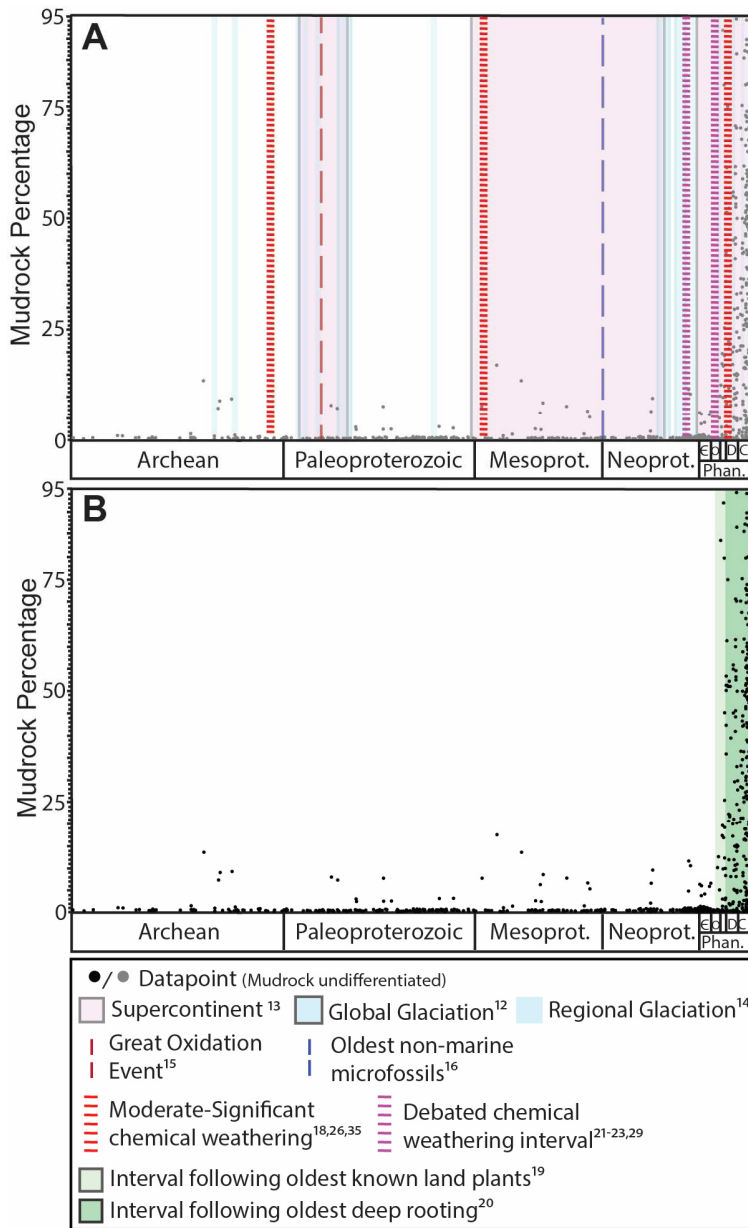 A
95
75
50
25
0
Mudrock Percentage
Archean
Paleoproterozoic
Mesoprot.
Neoprot.
Є O D C
Phan.
B
95
75
50
25
0
Mudrock Percentage
Archean
Paleoproterozoic
Mesoprot.
Neoprot.
Є O D C
Phan.
/ Datapoint (Mudrock undifferentiated)
Supercontinent 13
Global Glaciation12
Regional Glaciation14
Great Oxidation
Event15
Oldest non-marine
microfossils16
Moderate-Significant
chemical weathering18,26,35
Debated chemical
weathering interval21-23,29
Interval following oldest known land plants19
Interval following oldest deep rooting20